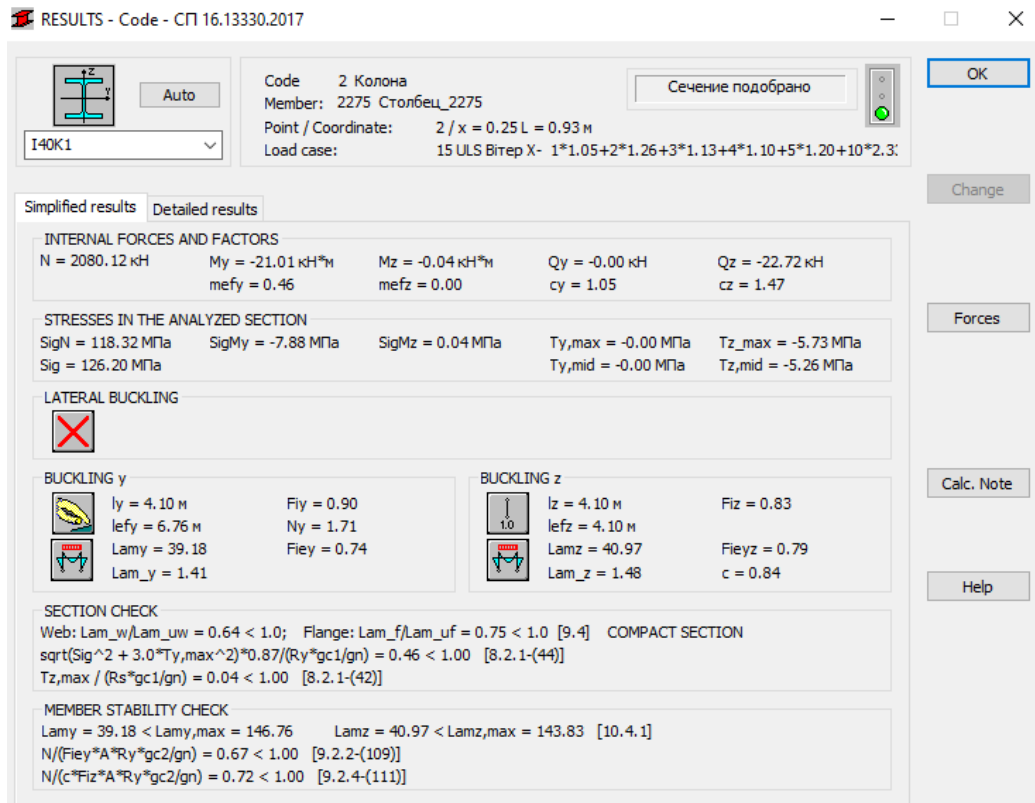 RESULTS - Code - СП 16.13330.2017
Auto
I40K1
Code 2 Колона
Member: 2275 Столбец_2275
Point / Coordinate: 2 / x = 0.25 L = 0.93 м
Load case: 15 ULS Вітер X- 1*1.05+2*1.26+3*1.13+4*1.10+5*1.20+10*2.3
Сечение подобрано
OK
Change
Forces
Calc. Note
Help
Simplified results Detailed results
INTERNAL FORCES AND FACTORS
N = 2080.12 кН My = -21.01 кН*м Mz = -0.04 кН*м Qy = -0.00 кН Qz = -22.72 кН
mefy = 0.46 mefz = 0.00 cy = 1.05 cz = 1.47
STRESSES IN THE ANALYZED SECTION
SigN = 118.32 МПа SigMy = -7.88 МПа SigMz = 0.04 МПа Ty,max = -0.00 МПа Tz_max = -5.73 МПа
Sig = 126.20 МПа Ty,mid = -0.00 МПа Tz,mid = -5.26 МПа
LATERAL BUCKLING
BUCKLING y
ly = 4.10 м Fiy = 0.90
lefy = 6.76 м Ny = 1.71
Lamy = 39.18 Fiey = 0.74
Lam_y = 1.41
BUCKLING z
1.0
lz = 4.10 м Fiz = 0.83
lefz = 4.10 м
Lamz = 40.97 Fieyz = 0.79
Lam_z = 1.48 c = 0.84
SECTION CHECK
Web: Lam_w/Lam_uw = 0.64 < 1.0; Flange: Lam_f/Lam_uf = 0.75 < 1.0 [9.4] COMPACT SECTION
sqrt(Sig^2 + 3.0*Ty,max^2)*0.87/(Ry*gc1/gn) = 0.46 < 1.00 [8.2.1-(44)]
Tz,max / (Rs*gc1/gn) = 0.04 < 1.00 [8.2.1-(42)]
MEMBER STABILITY CHECK
Lamy = 39.18 < Lamy,max = 146.76 Lamz = 40.97 < Lamz,max = 143.83 [10.4.1]
N/(Fiey*A*Ry*gc2/gn) = 0.67 < 1.00 [9.2.2-(109)]
N/(c*Fiz*A*Ry*gc2/gn) = 0.72 < 1.00 [9.2.4-(111)]